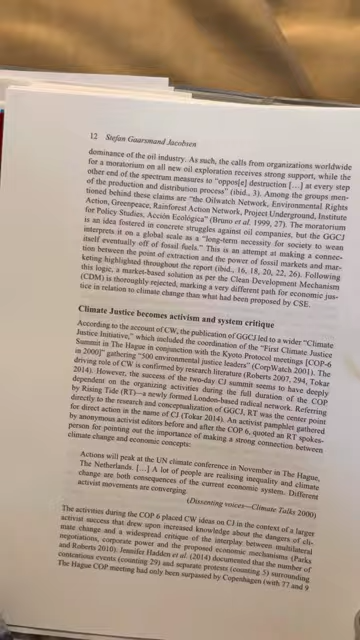 12 Stefan Gaarsmand Jacobsen
dominance of the oil industry. As such, the calls from organizations worldwide
for a moratorium on all new oil exploration receives strong support, while the
other end of the spectrum measures to "oppos[e] destruction [...] at every step
of the production and distribution process" (ibid., 3). Among the groups men-
tioned behind these claims are "the Oilwatch Network, Environmental Rights
Action, Greenpeace, Rainforest Action Network, Project Underground, Institute
for Policy Studies, Acción Ecológica" (Bruno et al. 1999, 27). The moratorium
is an idea fostered in concrete struggles against oil companies, but the GGCJ
interprets it on a global scale as a "long-term necessity for society to wean
itself eventually off of fossil fuels." This is an attempt at making a connec-
tion between the point of extraction and the power of fossil markets and mar-
keting highlighted throughout the report (ibid., 16, 18, 20, 22, 26). Following
this logic, a market-based solution as per the Clean Development Mechanism
(CDM) is thoroughly rejected, marking a very different path for economic jus-
tice in relation to climate change than what had been proposed by CSE.
Climate Justice becomes activism and system critique
According to the account of CW, the publication of GGCJ led to a wider "Climate
Justice Initiative," which included the coordination of the "First Climate Justice
Summit in The Hague in conjunction with the Kyoto Protocol meetings [COP-6
in 2000]" gathering "500 environmental justice leaders" (CorpWatch 2001). The
driving role of CW is confirmed by research literature (Roberts 2007, 294, Tokar
2014). However, the success of the two-day CJ summit seems to have deeply
dependent on the organizing activities during the full duration of the COP
by Rising Tide (RT)—a newly formed London-based radical network. Referring
directly to the research and conceptualization of GGCJ, RT was the center point
for direct action in the name of CJ (Tokar 2014). An activist pamphlet gathered
by anonymous activist editors before and after the COP 6, quoted an RT spokes-
person for pointing out the importance of making a strong connection between
climate change and economic concepts:
Actions will peak at the UN climate conference in November in The Hague,
The Netherlands. [...] A lot of people are realising inequality and climate
change are both consequences of the current economic system. Different
activist movements are converging.
(Dissenting voices—Climate Talks 2000)
The activities during the COP 6 placed CW ideas on CJ in the context of a larger
activist success that drew upon increased knowledge about the dangers of cli-
mate change and a widespread critique of the interplay between multilateral
negotiations, corporate power and the proposed economic mechanisms (Parks
and Roberts 2010). Jennifer Hadden et al. (2014) documented that the number of
contentious events (counting 29) and separate protests (counting 5) surrounding
The Hague COP meeting had only been surpassed by Copenhagen (with 77 and 9